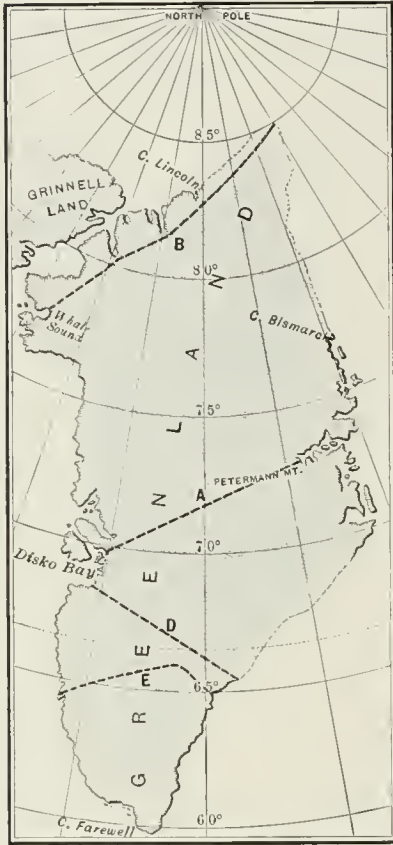 NORTH POLE
85°
C. Lincoln
GRINNELL
LAND
B
80°
Whale
Sound
C. Bismarck
75°
PETERMANN MT.
A
70°
Disko Bay
D
E
65°
GREENLAND
60°
C. Farewell